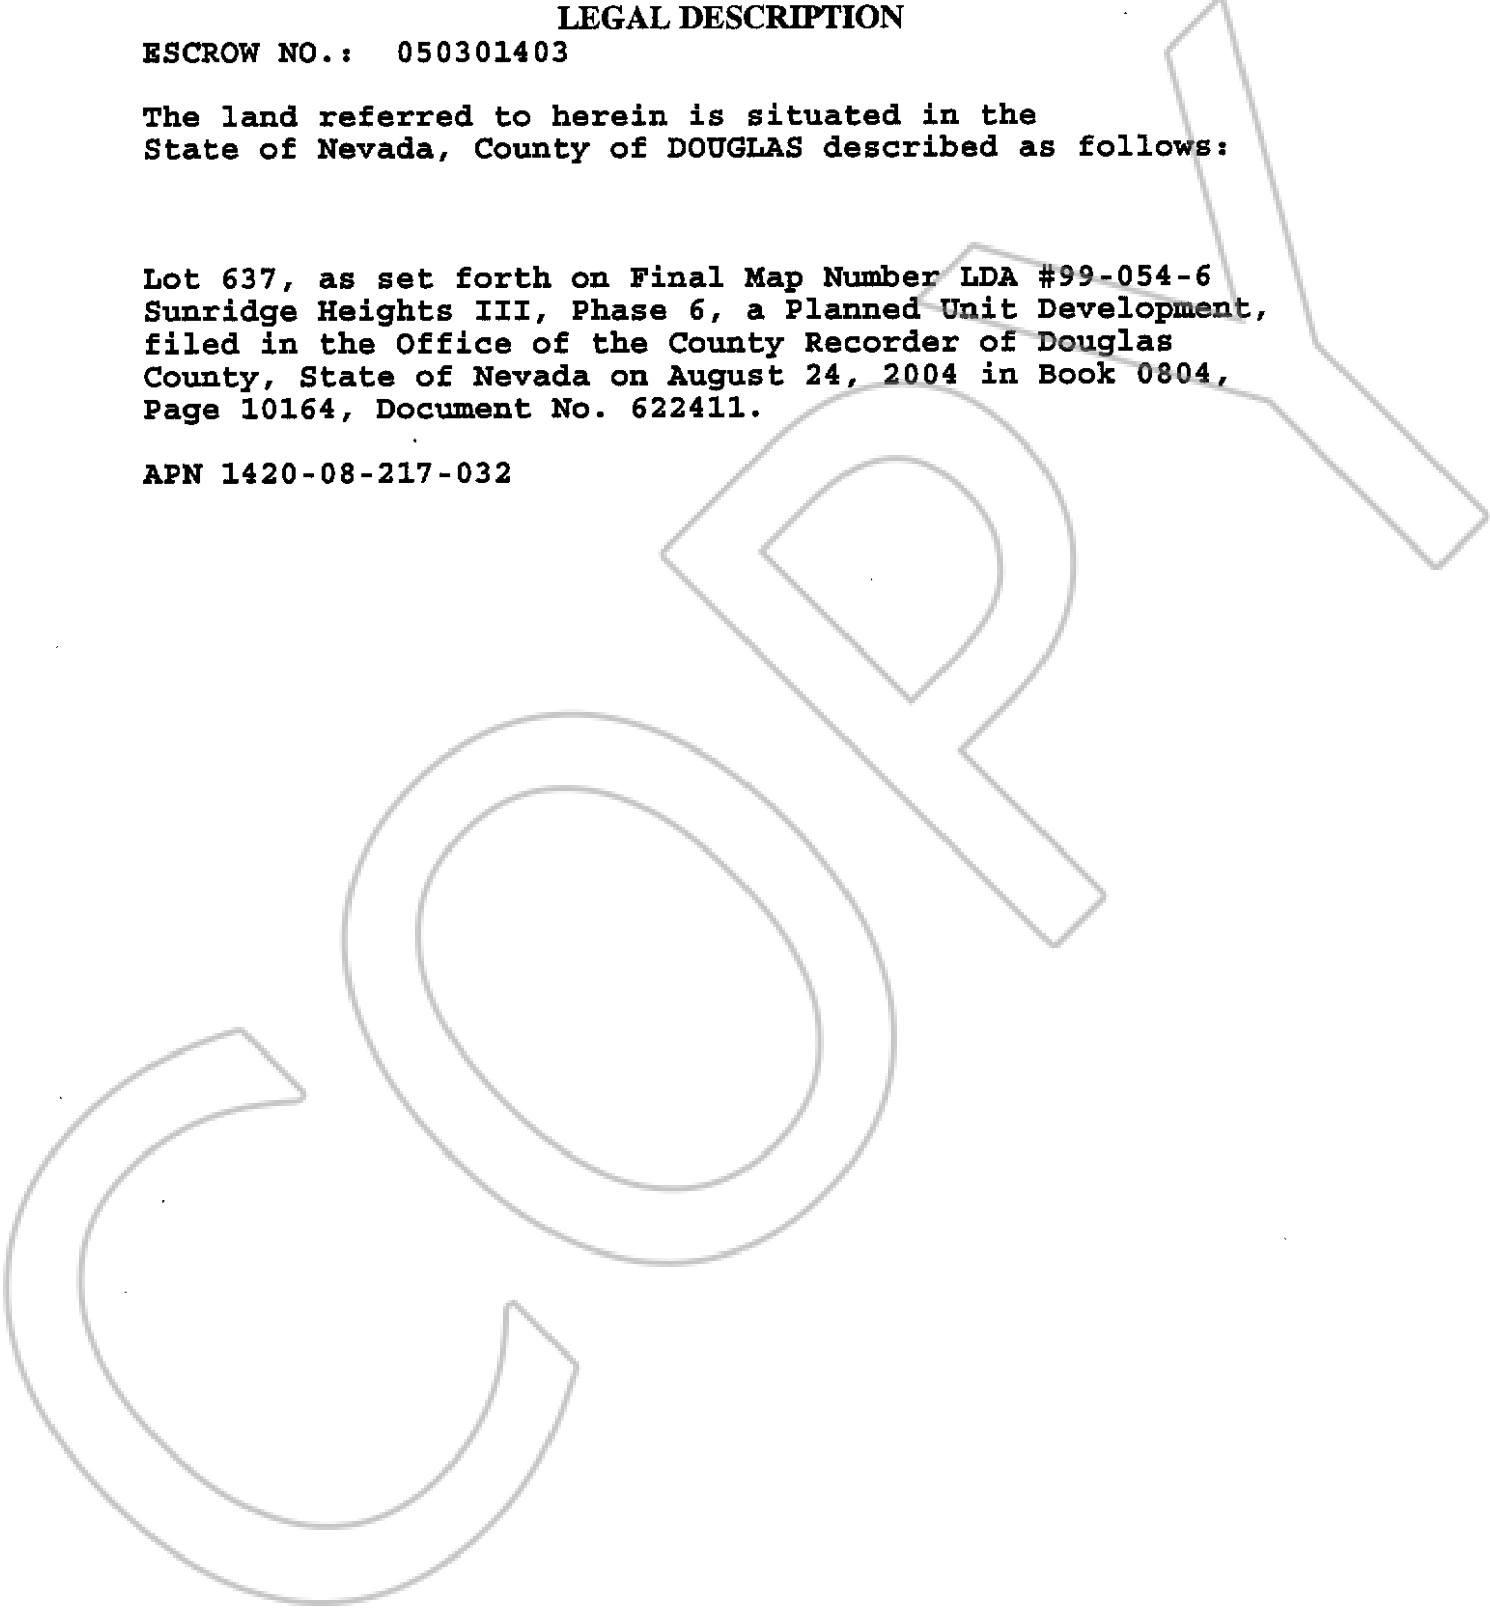 LEGAL DESCRIPTION
ESCROW NO.: 050301403
The land referred to herein is situated in the
State of Nevada, County of DOUGLAS described as follows:
Lot 637, as set forth on Final Map Number LDA #99-054-6
Sunridge Heights III, Phase 6, a Planned Unit Development,
filed in the Office of the County Recorder of Douglas
County, State of Nevada on August 24, 2004 in Book 0804,
Page 10164, Document No. 622411.
APN 1420-08-217-032
COPY